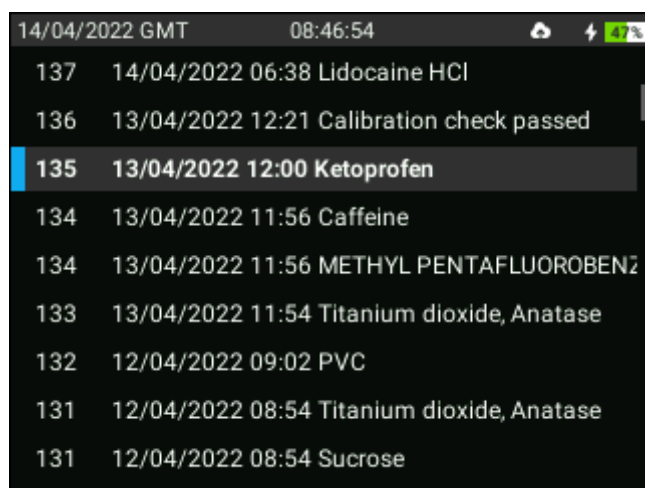 14/04/2022 GMT 08:46:54 47%
137 14/04/2022 06:38 Lidocaine HCl
136 13/04/2022 12:21 Calibration check passed
135 13/04/2022 12:00 Ketoprofen
134 13/04/2022 11:56 Caffeine
134 13/04/2022 11:56 METHYL PENTAFLUOROBENZ
133 13/04/2022 11:54 Titanium dioxide, Anatase
132 12/04/2022 09:02 PVC
131 12/04/2022 08:54 Titanium dioxide, Anatase
131 12/04/2022 08:54 Sucrose